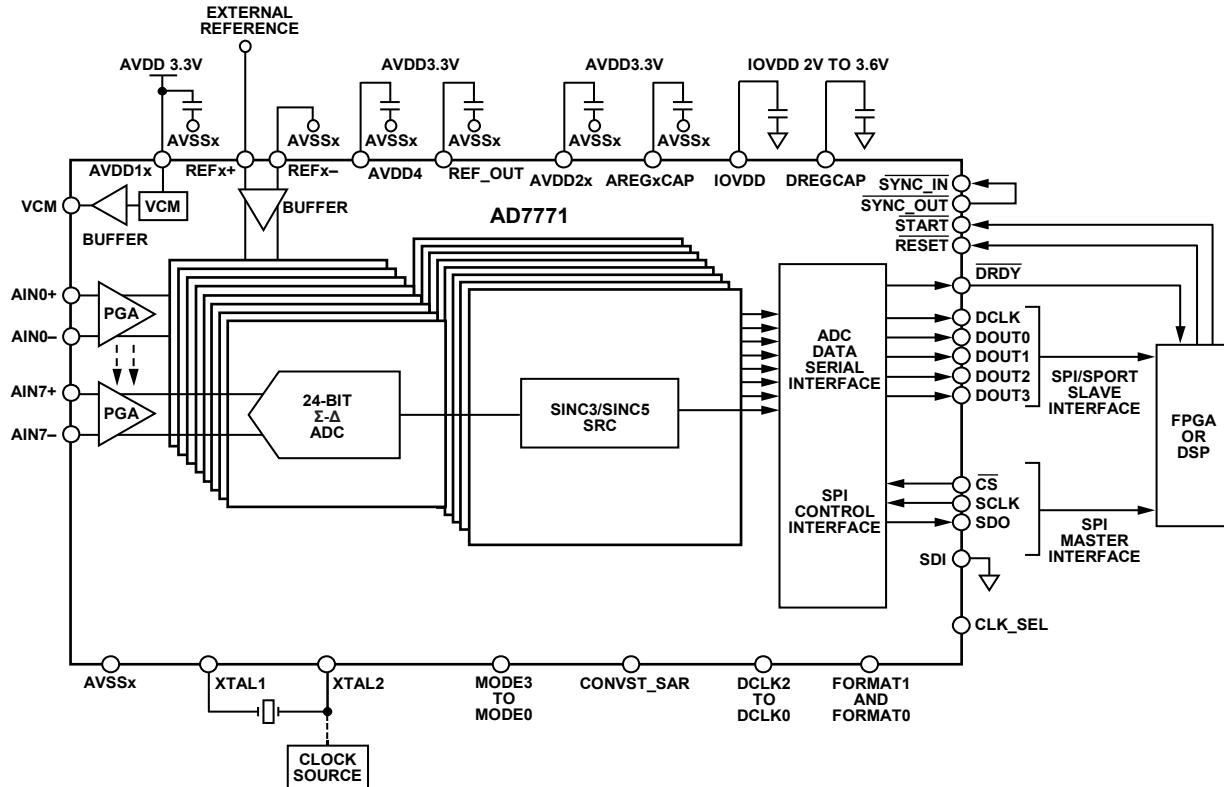 EXTERNAL
REFERENCE
AVDD 3.3V
AVDD3.3V
AVDD3.3V
IOVDD 2V TO 3.6V
AVSSx
AVSSx
AVSSx
AVSSx
AVSSx
AVSSx
AVDD1x
REFx+
REFx–
AVDD4
REF_OUT
AVDD2x
AREGxCAP
IOVDD
DREGCAP
SYNC_IN
SYNC_OUT
START
RESET
VCM
VCM
BUFFER
BUFFER
AD7771
AIN0+
AIN0–
PGA
AIN7+
AIN7–
PGA
24-BIT
Σ-Δ
ADC
SINC3/SINC5
SRC
ADC
DATA
SERIAL
INTERFACE
SPI
CONTROL
INTERFACE
DRDY
DCLK
DOUT0
DOUT1
DOUT2
DOUT3
SPI/SPORT
SLAVE
INTERFACE
FPGA
OR
DSP
CS
SCLK
SDO
SPI
MASTER
INTERFACE
SDI
CLK_SEL
AVSSx
XTAL1
XTAL2
MODE3
TO
MODE0
CONVST_SAR
DCLK2
TO
DCLK0
FORMAT1
AND
FORMAT0
CLOCK
SOURCE